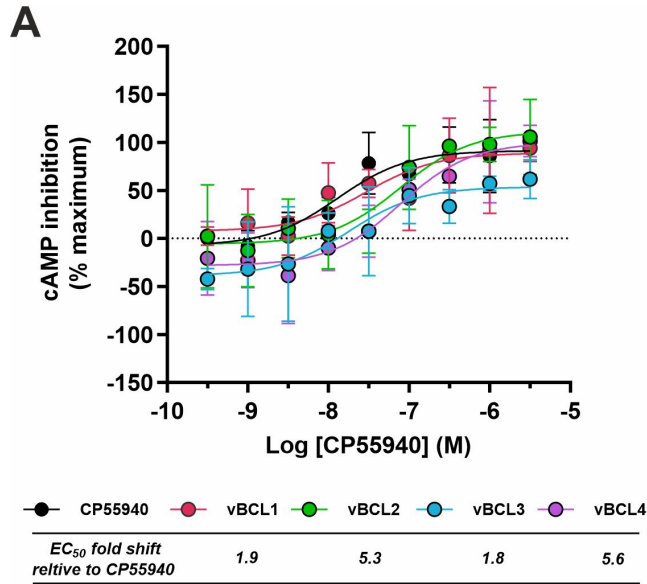 A
200
150
100
50
0
-50
-100
-150
cAMP inhibition
(% maximum)
-10 -9 -8 -7 -6 -5
Log [CP55940] (M)
CP55940 vBCL1 vBCL2 vBCL3 vBCL4
EC50 fold shift
reltive to CP55940
1.9 5.3 1.8 5.6